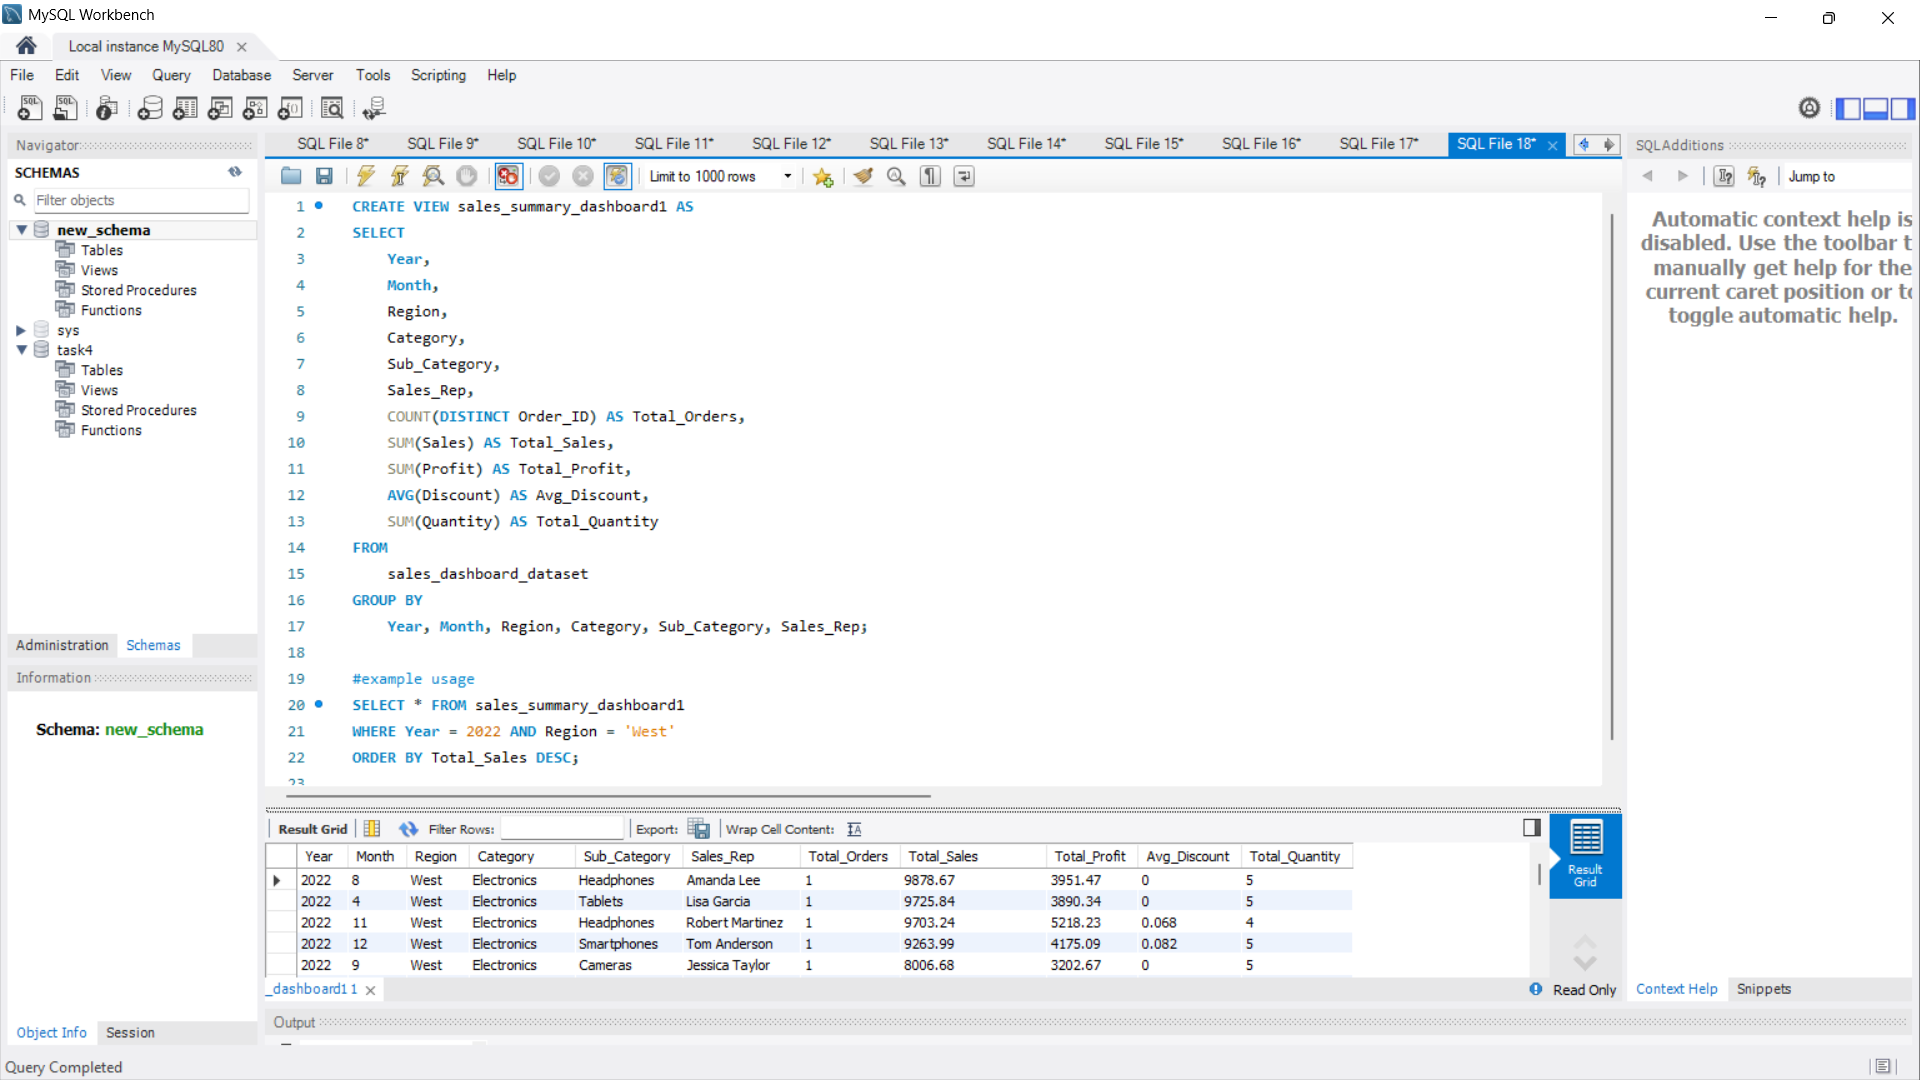 MySQL Workbench
Local instance MySQL80
File Edit View Query Database Server Tools Scripting Help
Navigator
SCHEMAS
Filter objects
new_schema
Tables
Views
Stored Procedures
Functions
sys
task4
Tables
Views
Stored Procedures
Functions
Administration Schemas
Information
Schema: new_schema
Object Info Session
SQL File 8* SQL File 9* SQL File 10* SQL File 11* SQL File 12* SQL File 13* SQL File 14* SQL File 15* SQL File 16* SQL File 17* SQL File 18*
Limit to 1000 rows
1 CREATE VIEW sales_summary_dashboard1 AS
2 SELECT
3 Year,
4 Month,
5 Region,
6 Category,
7 Sub_Category,
8 Sales_Rep,
9 COUNT(DISTINCT Order_ID) AS Total_Orders,
10 SUM(Sales) AS Total_Sales,
11 SUM(Profit) AS Total_Profit,
12 AVG(Discount) AS Avg_Discount,
13 SUM(Quantity) AS Total_Quantity
14 FROM
15 sales_dashboard_dataset
16 GROUP BY
17 Year, Month, Region, Category, Sub_Category, Sales_Rep;
18
19 #example usage
20 SELECT * FROM sales_summary_dashboard1
21 WHERE Year = 2022 AND Region = 'West'
22 ORDER BY Total_Sales DESC;
23
Result Grid Filter Rows: Export: Wrap Cell Content:
Year Month Region Category Sub_Category Sales_Rep Total_Orders Total_Sales Total_Profit Avg_Discount Total_Quantity
2022 8 West Electronics Headphones Amanda Lee 1 9878.67 3951.47 0 5
2022 4 West Electronics Tablets Lisa Garcia 1 9725.84 3890.34 0 5
2022 11 West Electronics Headphones Robert Martinez 1 9703.24 5218.23 0.068 4
2022 12 West Electronics Smartphones Tom Anderson 1 9263.99 4175.09 0.082 5
2022 9 West Electronics Cameras Jessica Taylor 1 8006.68 3202.67 0 5
Result
Grid
_dashboard1 1
Read Only
Output
SQLAdditions
Jump to
Automatic context help is
disabled. Use the toolbar t
manually get help for the
current caret position or to
toggle automatic help.
Context Help Snippets
Query Completed